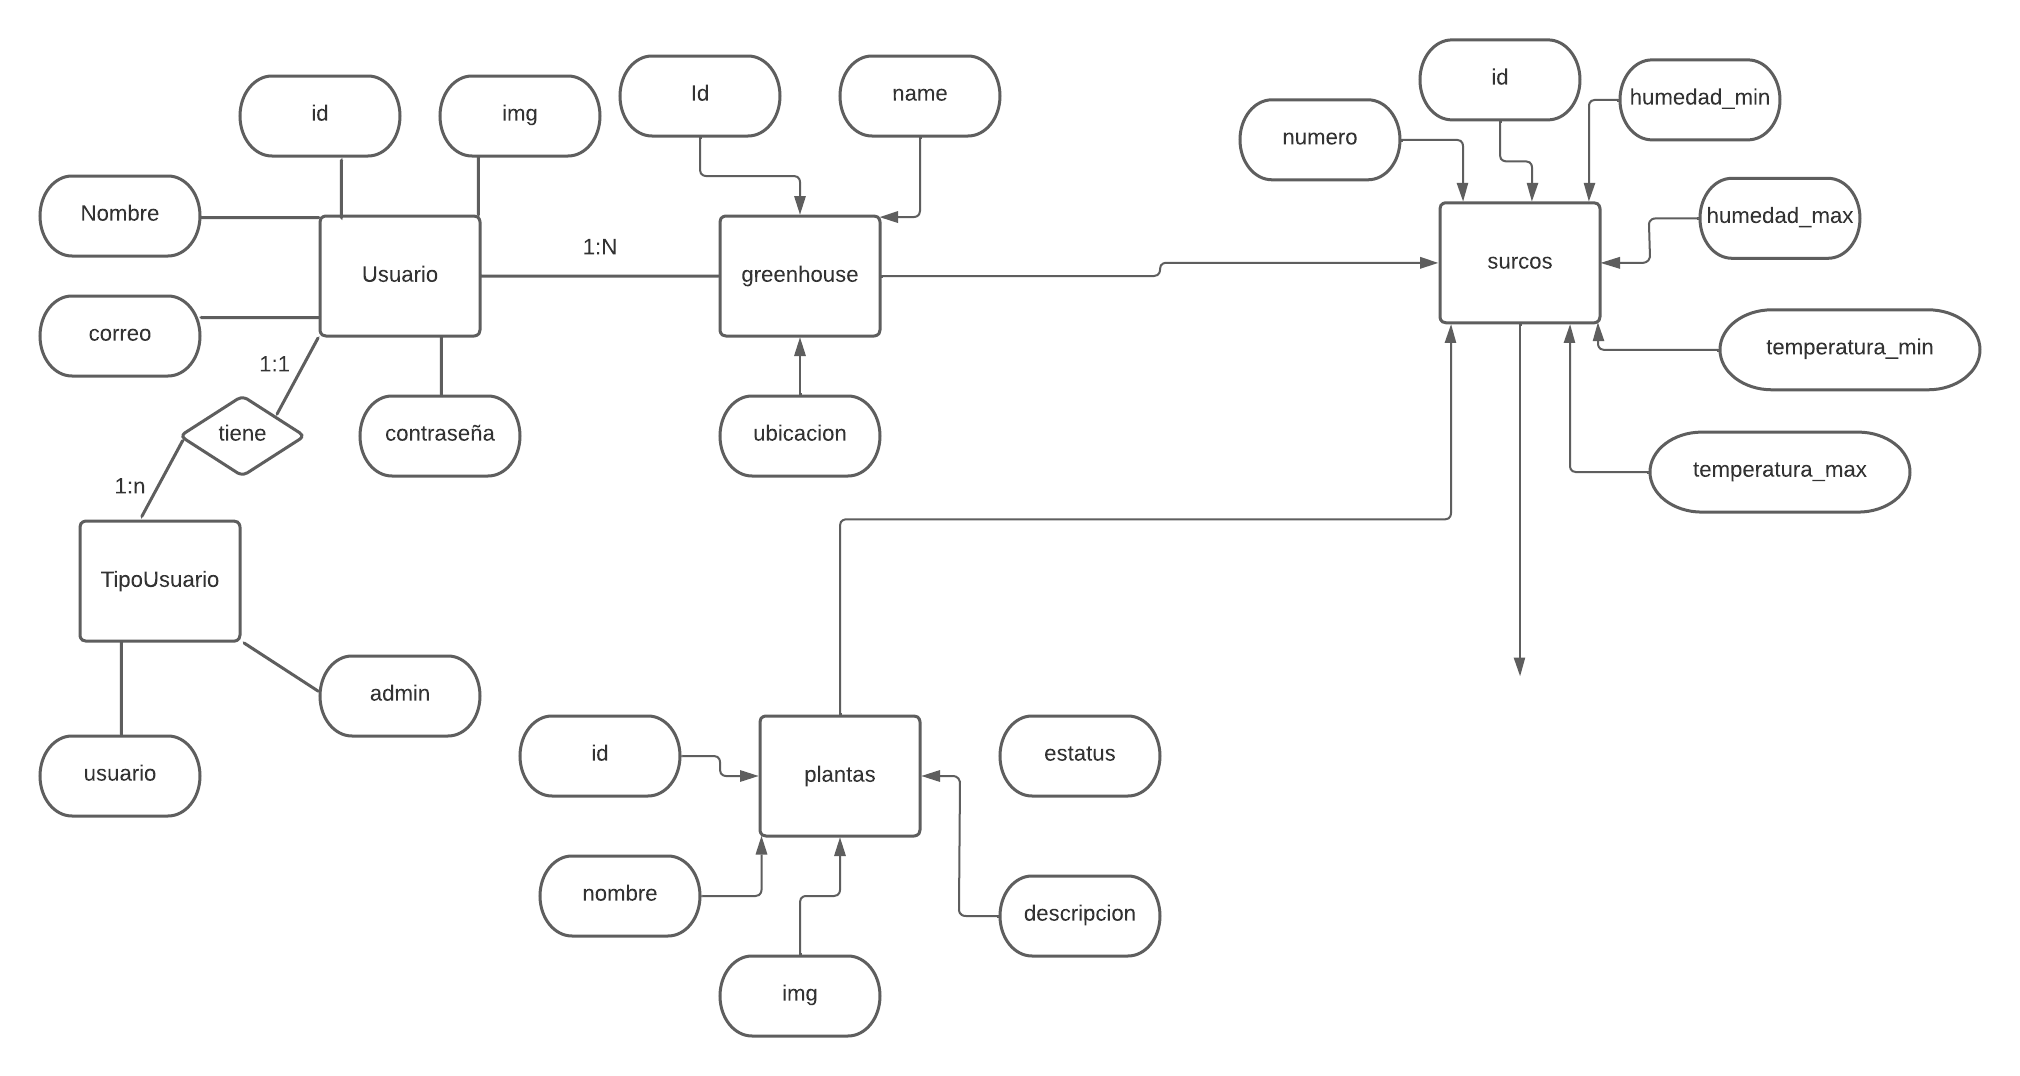 id
img
Id
name
id
humedad_min
numero
Nombre
humedad_max
1:N
Usuario
greenhouse
surcos
correo
temperatura_min
1:1
tiene
contraseña
ubicacion
temperatura_max
1:n
TipoUsuario
admin
usuario
id
plantas
estatus
nombre
descripcion
img